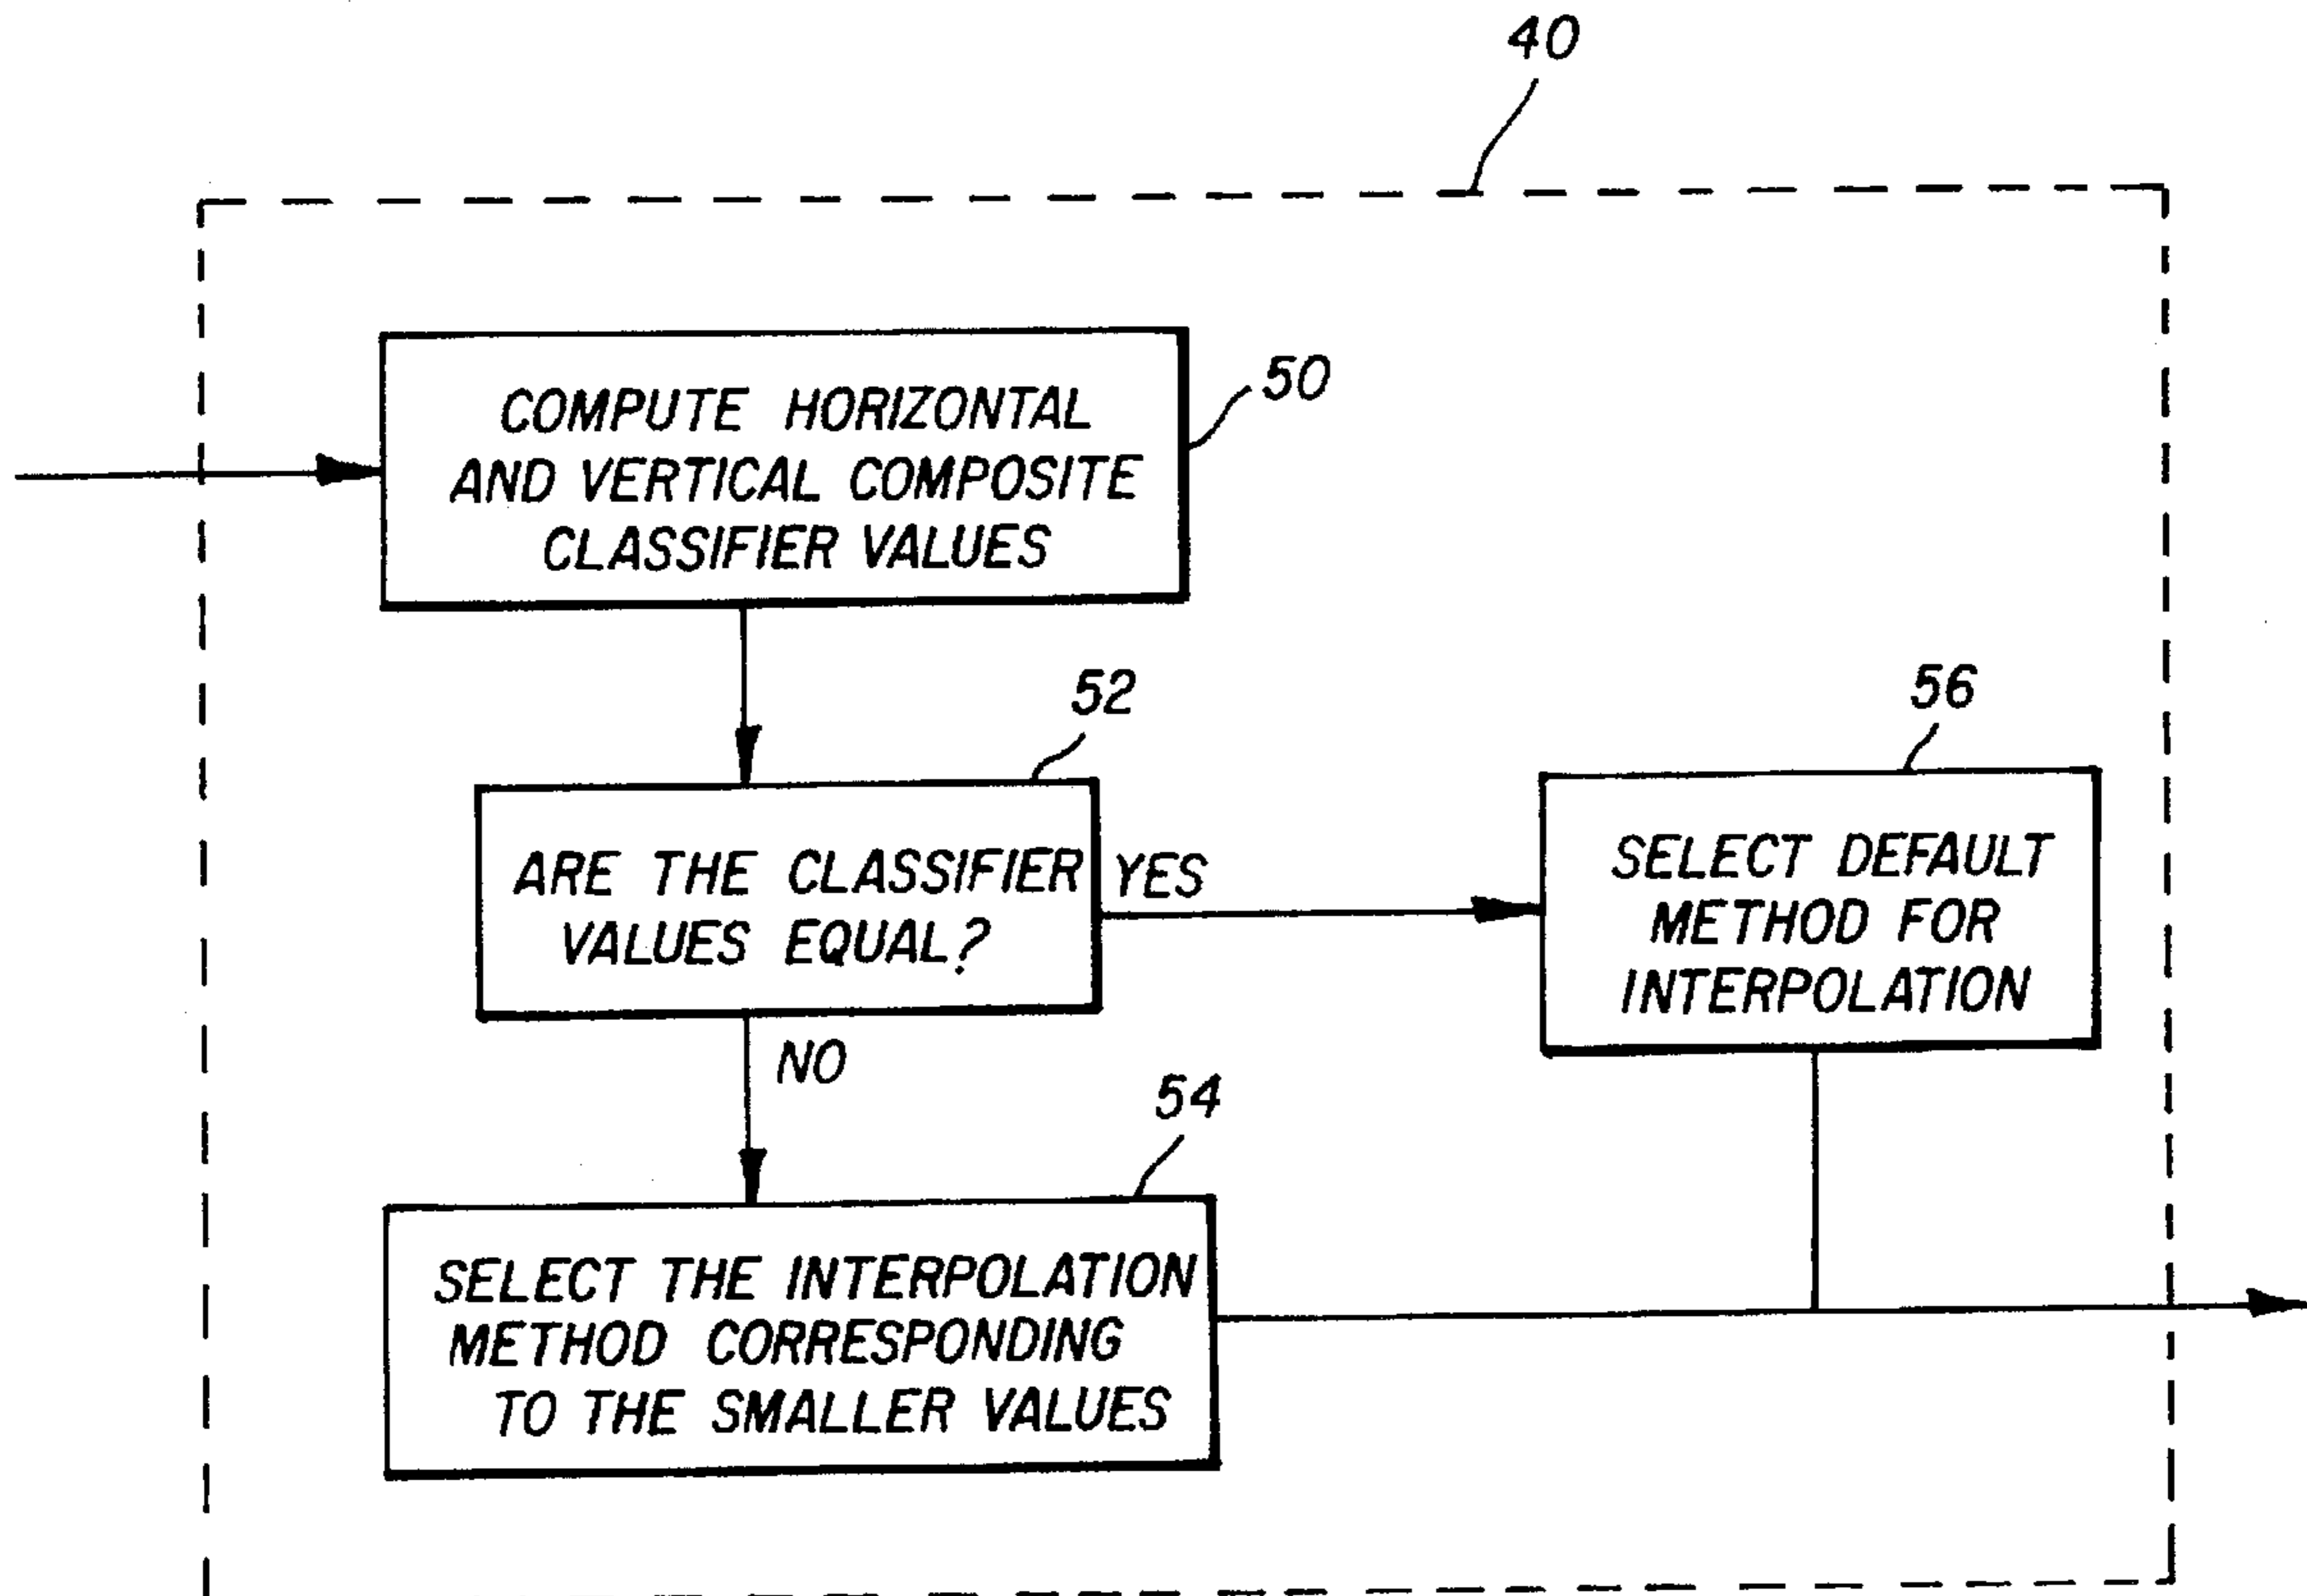 40
COMPUTE HORIZONTAL
AND VERTICAL COMPOSITE
CLASSIFIER VALUES
50
52
ARE THE CLASSIFIER
VALUES EQUAL?
YES
56
SELECT DEFAULT
METHOD FOR
INTERPOLATION
NO
54
SELECT THE INTERPOLATION
METHOD CORRESPONDING
TO THE SMALLER VALUES